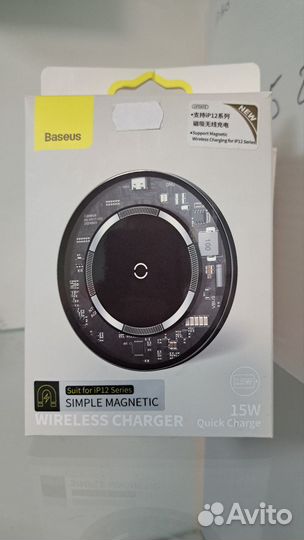 Baseus
NEW
•支持iP12系列
磁吸无线充电
•Support Magnetic
Wireless Charging for iP12 Series
Suit for iP12 Series
SIMPLE MAGNETIC
WIRELESS CHARGER
15W
Quick Charge
Avito